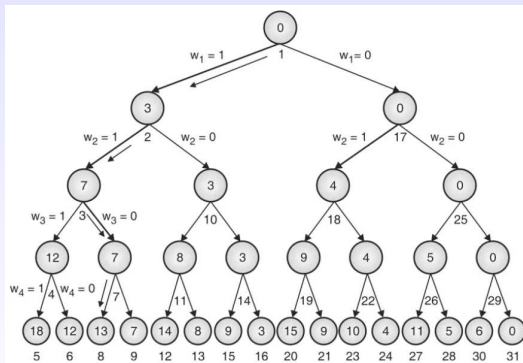 0
w1 = 1 1 w1 = 0
3 0
w2 = 1 2 w2 = 0 w2 = 1 17 w2 = 0
7 3 4 0
w3 = 1 3 w3 = 0 10 18 25
12 7 8 3 9 4 5 0
w4 = 1 4 w4 = 0 7 11 14 19 22 26 29
18 12 13 7 14 8 9 3 15 9 10 4 11 5 6 0
5 6 8 9 12 13 15 16 20 21 23 24 27 28 30 31